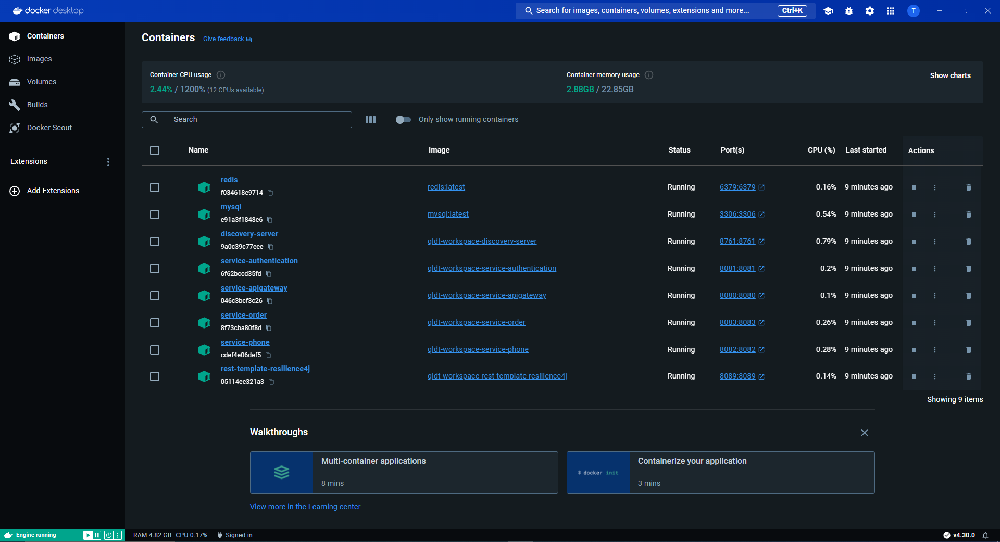 docker desktop
Search for images, containers, volumes, extensions and more...
Ctrl+K
T
Containers
Images
Volumes
Builds
Docker Scout
Extensions
Add Extensions
Containers Give feedback
Container CPU usage
2.44% / 1200% (12 CPUs available)
Container memory usage
2.88GB / 22.85GB
Show charts
Search
Only show running containers
Name Image Status Port(s) CPU (%) Last started Actions
redis
f034618e9714
redis:latest Running 6379:6379 0.16% 9 minutes ago
mysql
e91a3f1848e6
mysql:latest Running 3306:3306 0.54% 9 minutes ago
discovery-server
9a0c39c77eee
qldt-workspace-discovery-server Running 8761:8761 0.79% 9 minutes ago
service-authentication
6f62bccd35fd
qldt-workspace-service-authentication Running 8081:8081 0.2% 9 minutes ago
service-apigateway
046c3bcf3c26
qldt-workspace-service-apigateway Running 8080:8080 0.1% 9 minutes ago
service-order
8f73cba80f8d
qldt-workspace-service-order Running 8083:8083 0.26% 9 minutes ago
service-phone
cdef4e06def5
qldt-workspace-service-phone Running 8082:8082 0.28% 9 minutes ago
rest-template-resilience4j
05114ee321a3
qldt-workspace-rest-template-resilience4j Running 8089:8089 0.14% 9 minutes ago
Showing 9 items
Walkthroughs
Multi-container applications
8 mins
$ docker init
Containerize your application
3 mins
View more in the Learning center
Engine running
RAM 4.82 GB CPU 0.17% Signed in
v4.30.0